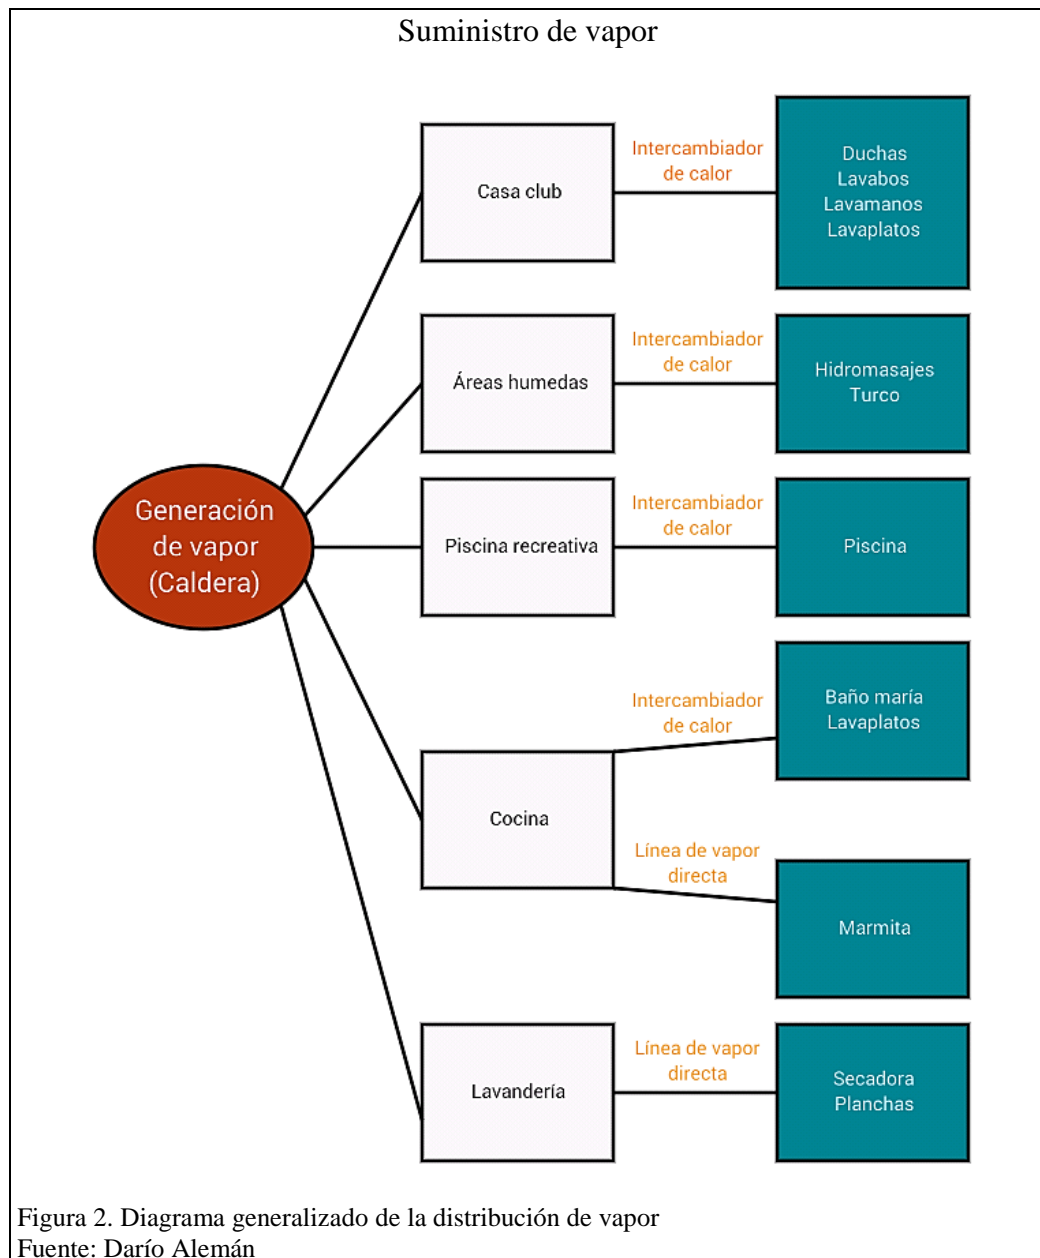 Suministro de vapor
Generación
de vapor
(Caldera)
Casa club
Intercambiador
de calor
Duchas
Lavabos
Lavamanos
Lavaplatos
Áreas humedas
Intercambiador
de calor
Hidromasajes
Turco
Piscina recreativa
Intercambiador
de calor
Piscina
Cocina
Intercambiador
de calor
Baño maría
Lavaplatos
Línea de vapor
directa
Marmita
Lavandería
Línea de vapor
directa
Secadora
Planchas
Figura 2. Diagrama generalizado de la distribución de vapor
Fuente: Darío Alemán